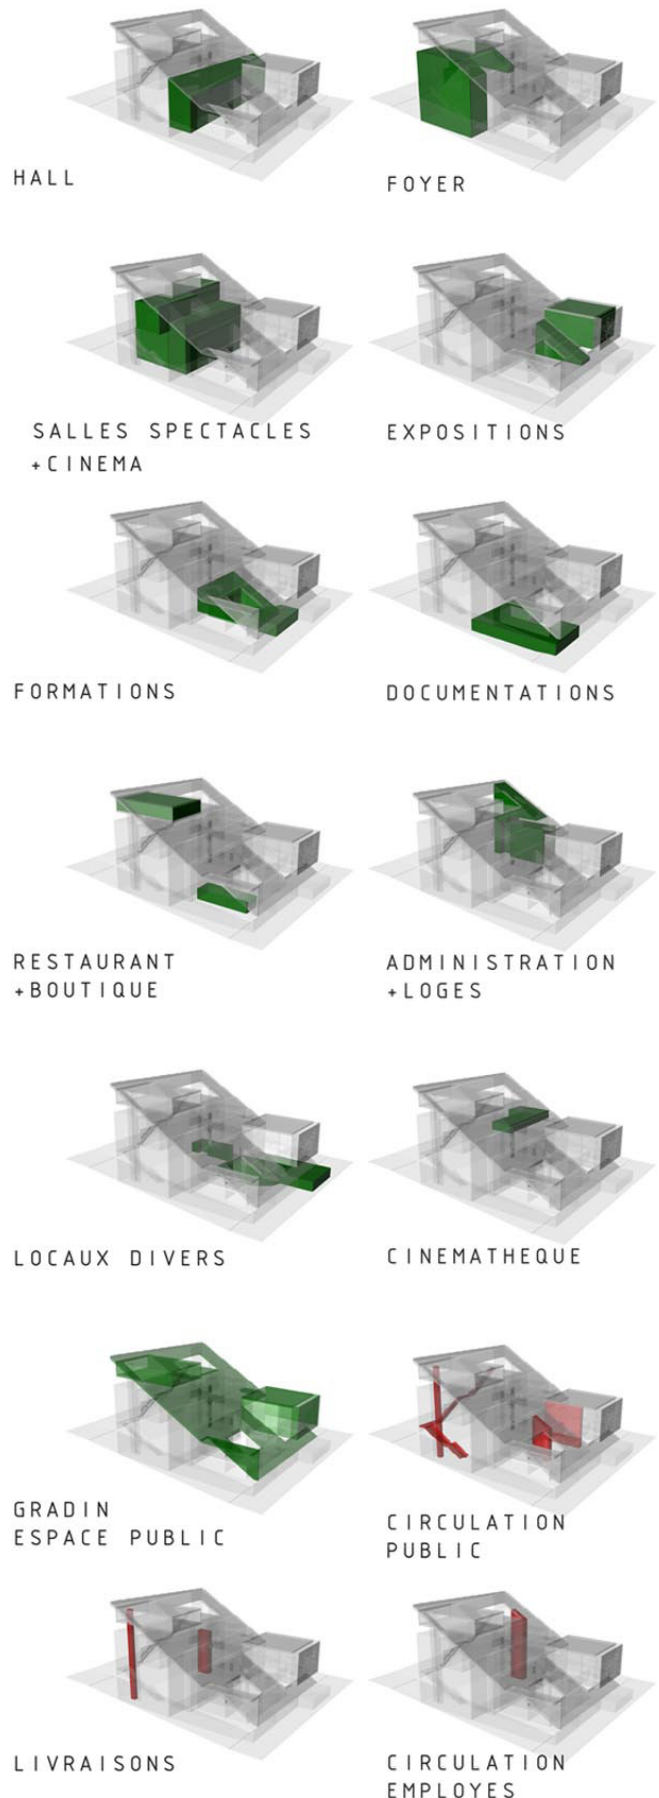 HALL
FOYER
SALLES SPECTACLES
+CINEMA
EXPOSITIONS
FORMATIONS
DOCUMENTATIONS
RESTAURANT
+BOUTIQUE
ADMINISTRATION
+LOGES
LOCAUX DIVERS
CINEMATHEQUE
GRADIN
ESPACE PUBLIC
CIRCULATION
PUBLIC
LIVRAISONS
CIRCULATION
EMPLOYES